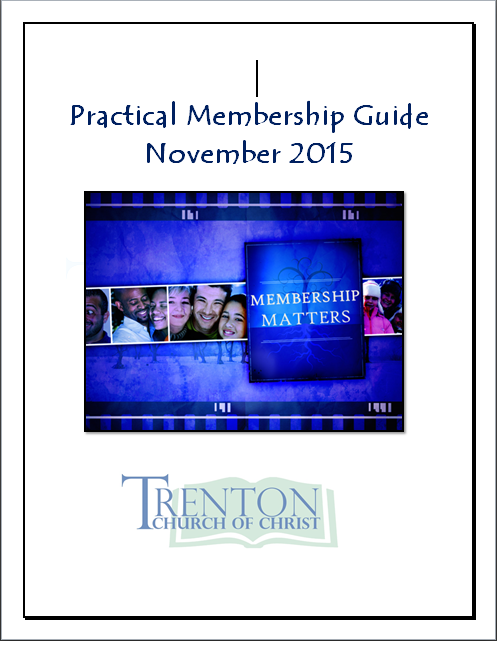 Practical Membership Guide
November 2015
MEMBERSHIP
MATTERS
TRENTON
CHURCH OF CHRIST